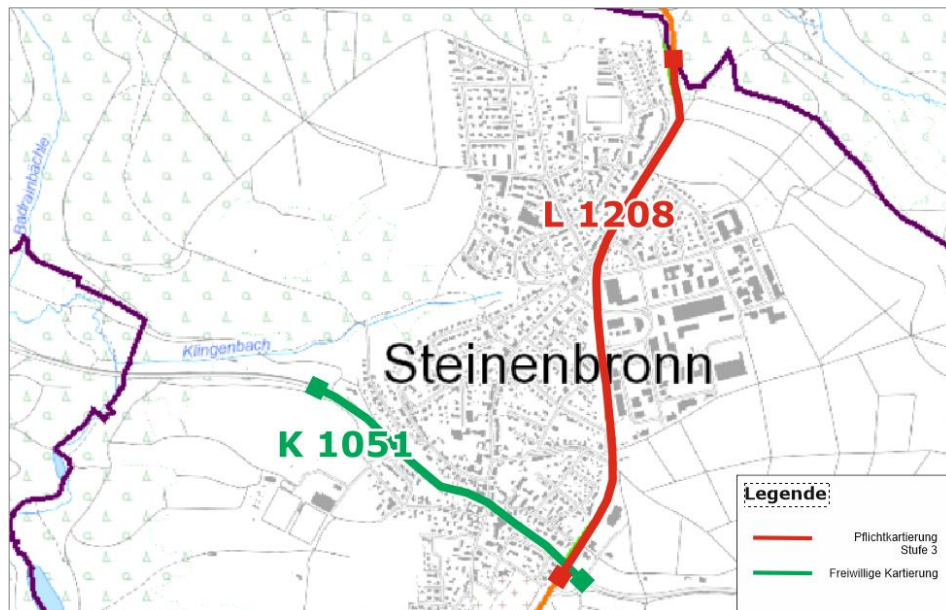 L 1208
Badrainbächle
Klingenbach
Steinenbronn
K 1051
Legende
Pflichtkartierung
Stufe 3
Freiwillige Kartierung